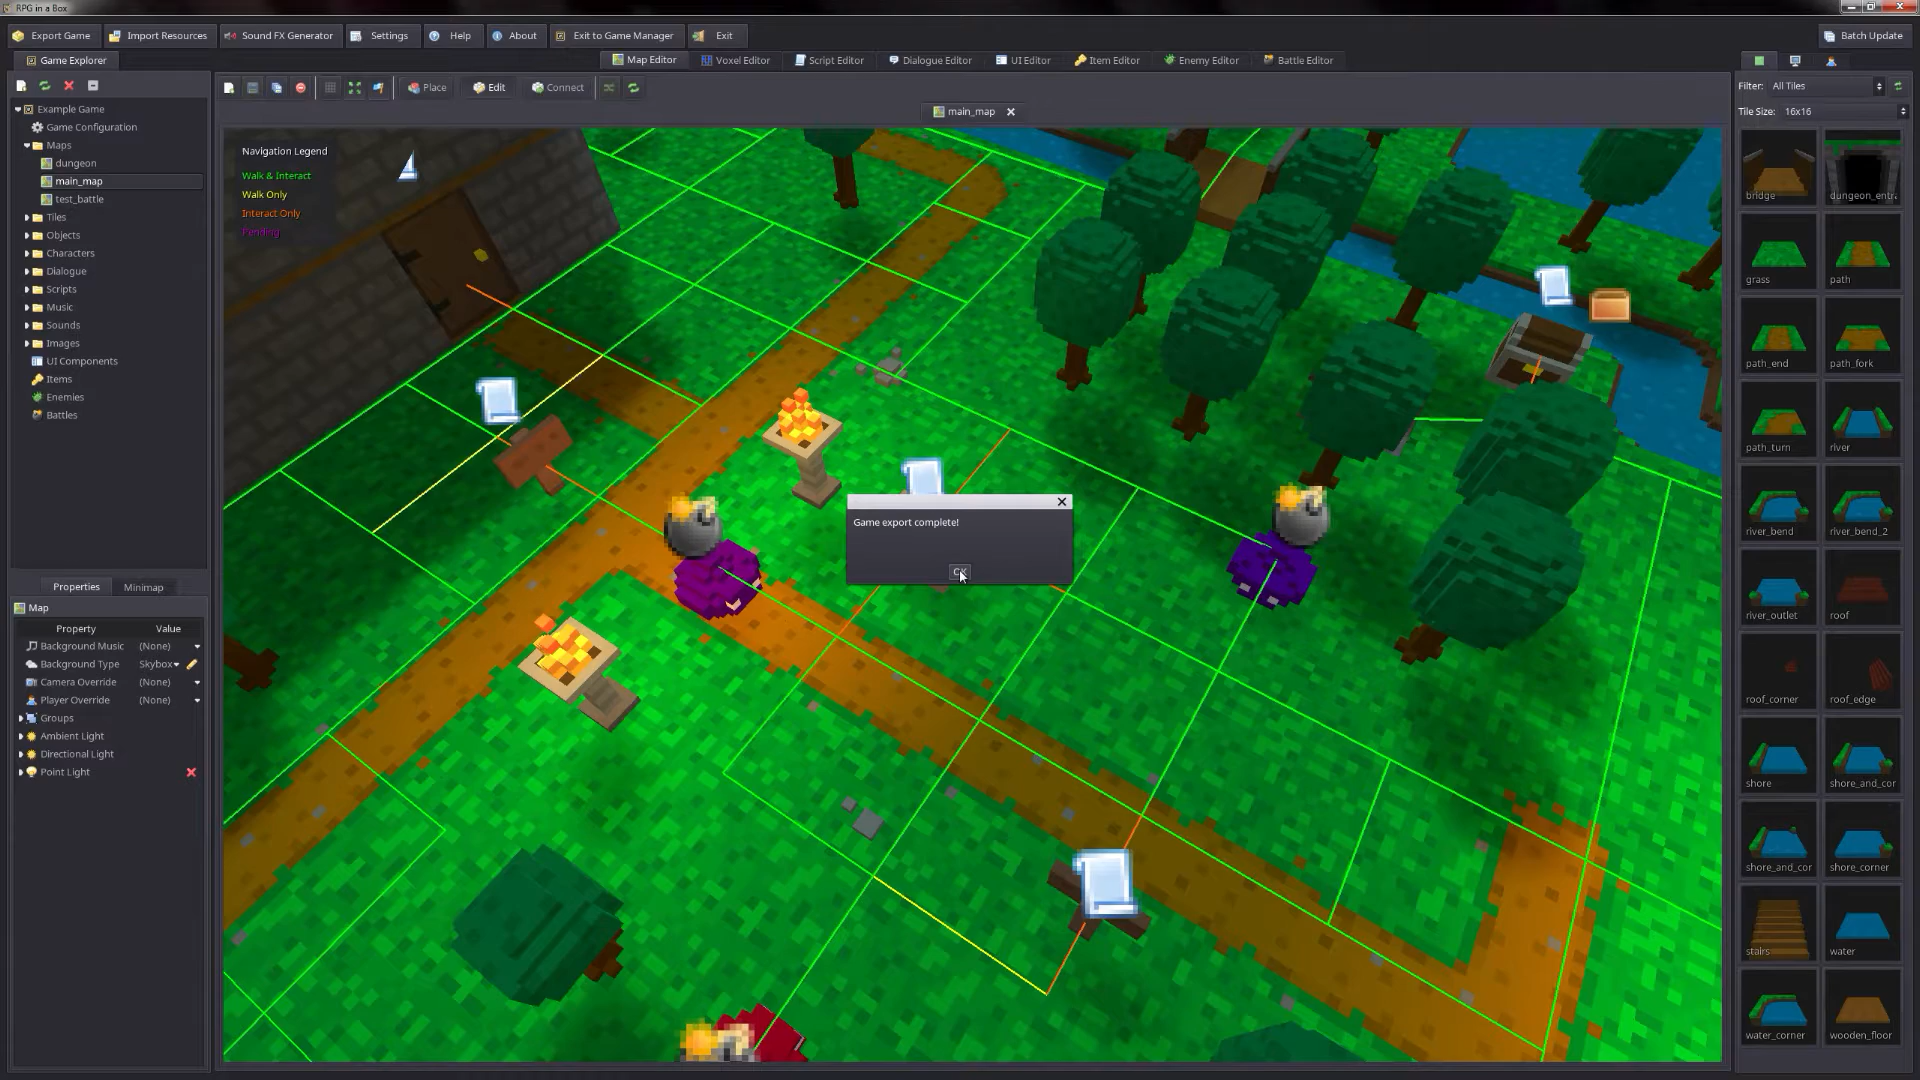 RPG in a Box
Export Game
Import Resources
Sound FX Generator
Settings
Help
About
Exit to Game Manager
Exit
Batch Update
Game Explorer
Map Editor
Voxel Editor
Script Editor
Dialogue Editor
UI Editor
Item Editor
Enemy Editor
Battle Editor
Place
Edit
Connect
main_map
Filter: All Tiles
Tile Size: 16x16
Example Game
Game Configuration
Maps
dungeon
main_map
test_battle
Tiles
Objects
Characters
Dialogue
Scripts
Music
Sounds
Images
UI Components
Items
Enemies
Battles
Navigation Legend
Walk & Interact
Walk Only
Interact Only
Pending
Game export complete!
OK
Properties
Minimap
Map
Property Value
Background Music (None)
Background Type Skybox
Camera Override (None)
Player Override (None)
Groups
Ambient Light
Directional Light
Point Light
bridge
dungeon_entra
grass
path
path_end
path_fork
path_turn
river
river_bend
river_bend_2
river_outlet
roof
roof_corner
roof_edge
shore
shore_and_cor
shore_and_cor
shore_corner
stairs
water
water_corner
wooden_floor